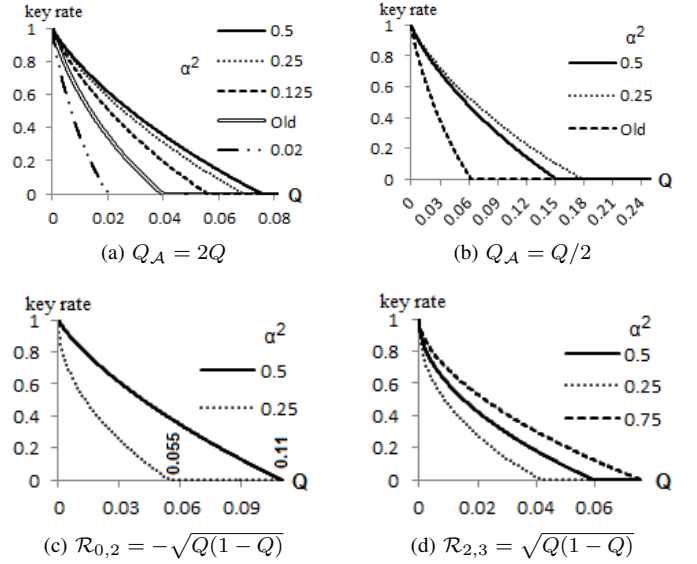 key rate
1
0.8
0.6
0.4
0.2
0
0 0.02 0.04 0.06 0.08
Q
α²
0.5
0.25
0.125
Old
0.02
(a) Q_A = 2Q
key rate
1
0.8
0.6
0.4
0.2
0
0 0.03 0.06 0.09 0.12 0.15 0.18 0.21 0.24
Q
α²
0.5
0.25
Old
(b) Q_A = Q/2
key rate
1
0.8
0.6
0.4
0.2
0
0 0.03 0.06 0.09
Q
0.055
0.11
α²
0.5
0.25
(c) R_{0,2} = −√Q(1 − Q)
key rate
1
0.8
0.6
0.4
0.2
0
0 0.02 0.04 0.06
Q
α²
0.5
0.25
0.75
(d) R_{2,3} = √Q(1 − Q)